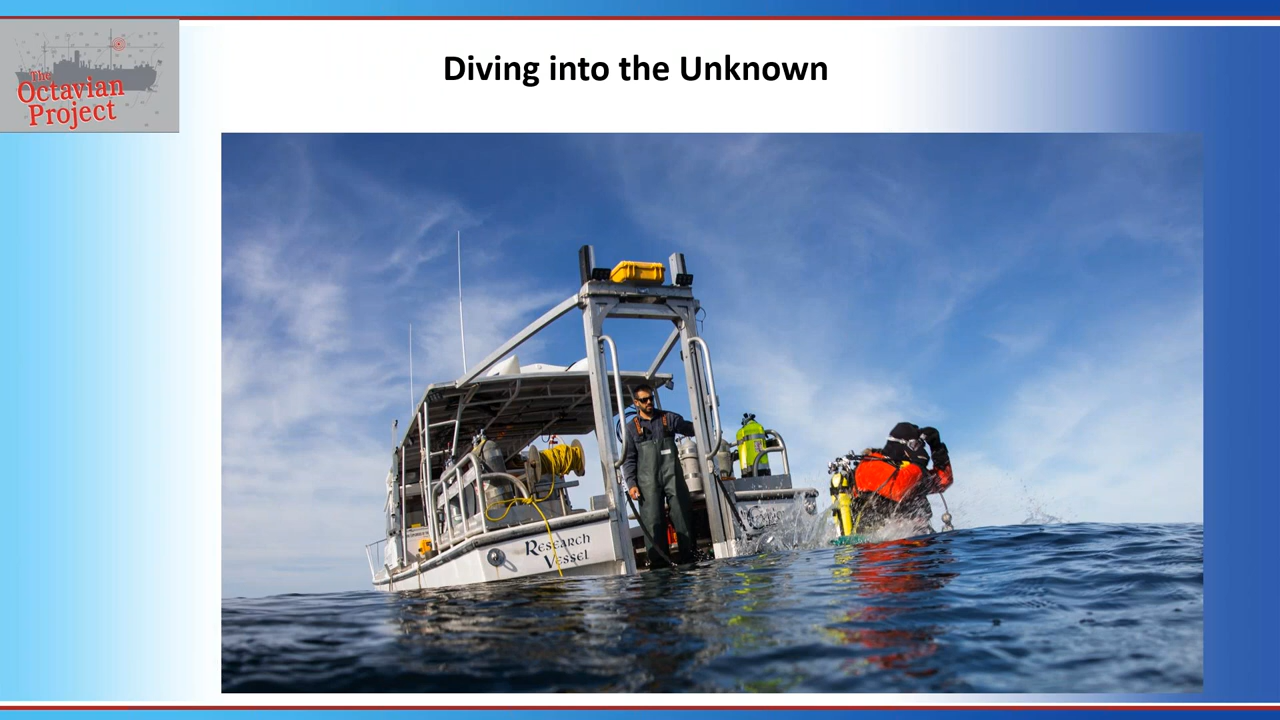 The
Octavian
Project
Diving into the Unknown
Research
Vessel